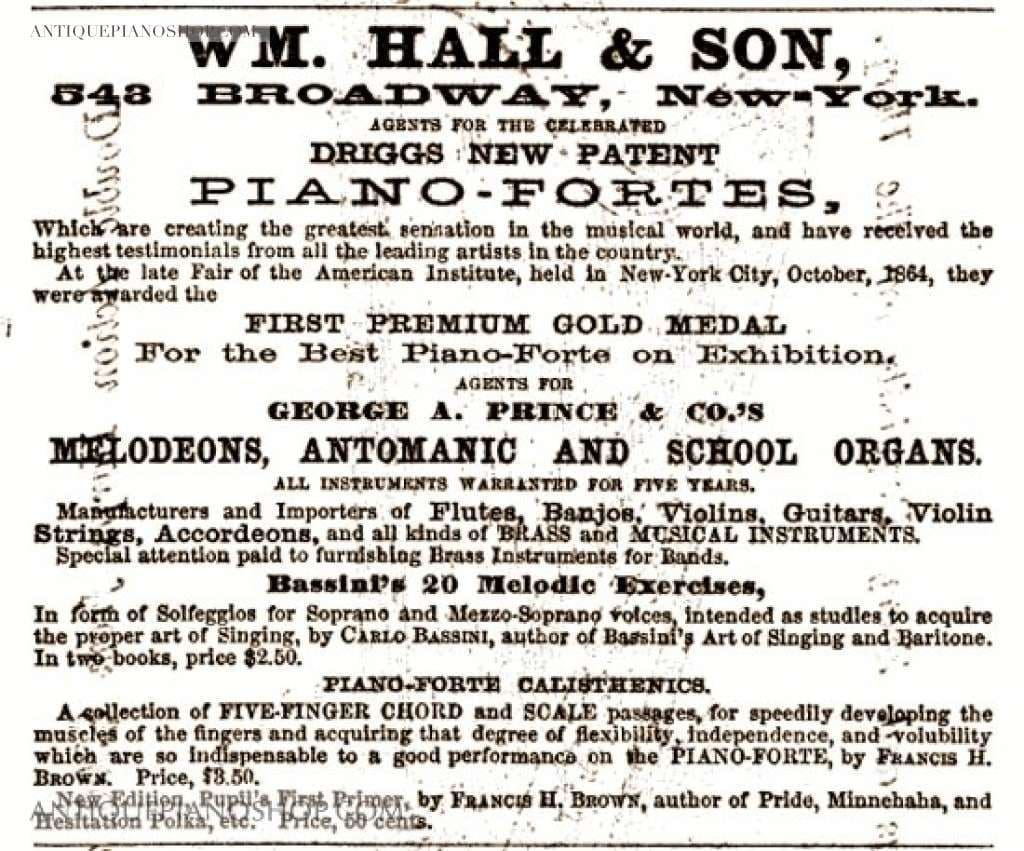 ANTIQUEPIANOSHOP.COM
WM. HALL & SON,
543 BROADWAY, New-York.
AGENTS FOR THE CELEBRATED
DRIGGS NEW PATENT
PIANO-FORTES,
Which are creating the greatest sensation in the musical world, and have received the
highest testimonials from all the leading artists in the country.
At the late Fair of the American Institute, held in New-York City, October, 1864, they
were awarded the
FIRST PREMIUM GOLD MEDAL
For the Best Piano-Forte on Exhibition.
AGENTS FOR
GEORGE A. PRINCE & CO.'S
MELODEONS, ANTOMANIC AND SCHOOL ORGANS.
ALL INSTRUMENTS WARRANTED FOR FIVE YEARS.
Manufacturers and Importers of Flutes, Banjos, Violins, Guitars, Violin
Strings, Accordeons, and all kinds of BRASS and MUSICAL INSTRUMENTS.
Special attention paid to furnishing Brass Instruments for Bands.
Bassini's 20 Melodic Exercises,
In form of Solfeggios for Soprano and Mezzo-Soprano voices, intended as studies to acquire
the proper art of Singing, by CARLO BASSINI, author of Bassini's Art of Singing and Baritone.
In two books, price $2.50.
PIANO-FORTE CALISTHENICS.
A collection of FIVE-FINGER CHORD and SCALE passages, for speedily developing the
muscles of the fingers and acquiring that degree of flexibility, independence, and volubility
which are so indispensable to a good performance on the PIANO-FORTE, by FRANCIS H.
BROWN. Price, $3.50.
New Edition, Pupil's First Primer, by FRANCIS H. BROWN, author of Pride, Minnehaha, and
Hesitation Polka, etc. Price, 50 cents.
ANTIQUEPIANOSHOP.COM